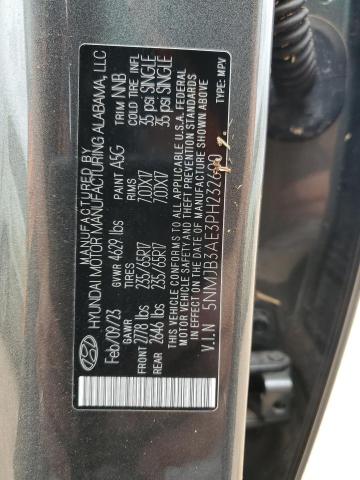 MANUFACTURED BY
HYUNDAI MOTOR MANUFACTURING ALABAMA, LLC
Feb/09/23 GVWR 4629 lbs PAINT A5G TRIM NNB
GAWR TIRES RIMS COLD TIRE INFL
FRONT 2778 lbs 235/65R17 7.0JX17 35 psi SINGLE
REAR 2646 lbs 235/65R17 7.0JX17 35 psi SINGLE
THIS VEHICLE CONFORMS TO ALL APPLICABLE U.S.A. FEDERAL
MOTOR VEHICLE SAFETY AND THEFT PREVENTION STANDARDS
IN EFFECT ON THE DATE OF MANUFACTURE SHOWN ABOVE.
V.I.N TYPE: MPV
HYUNDAI